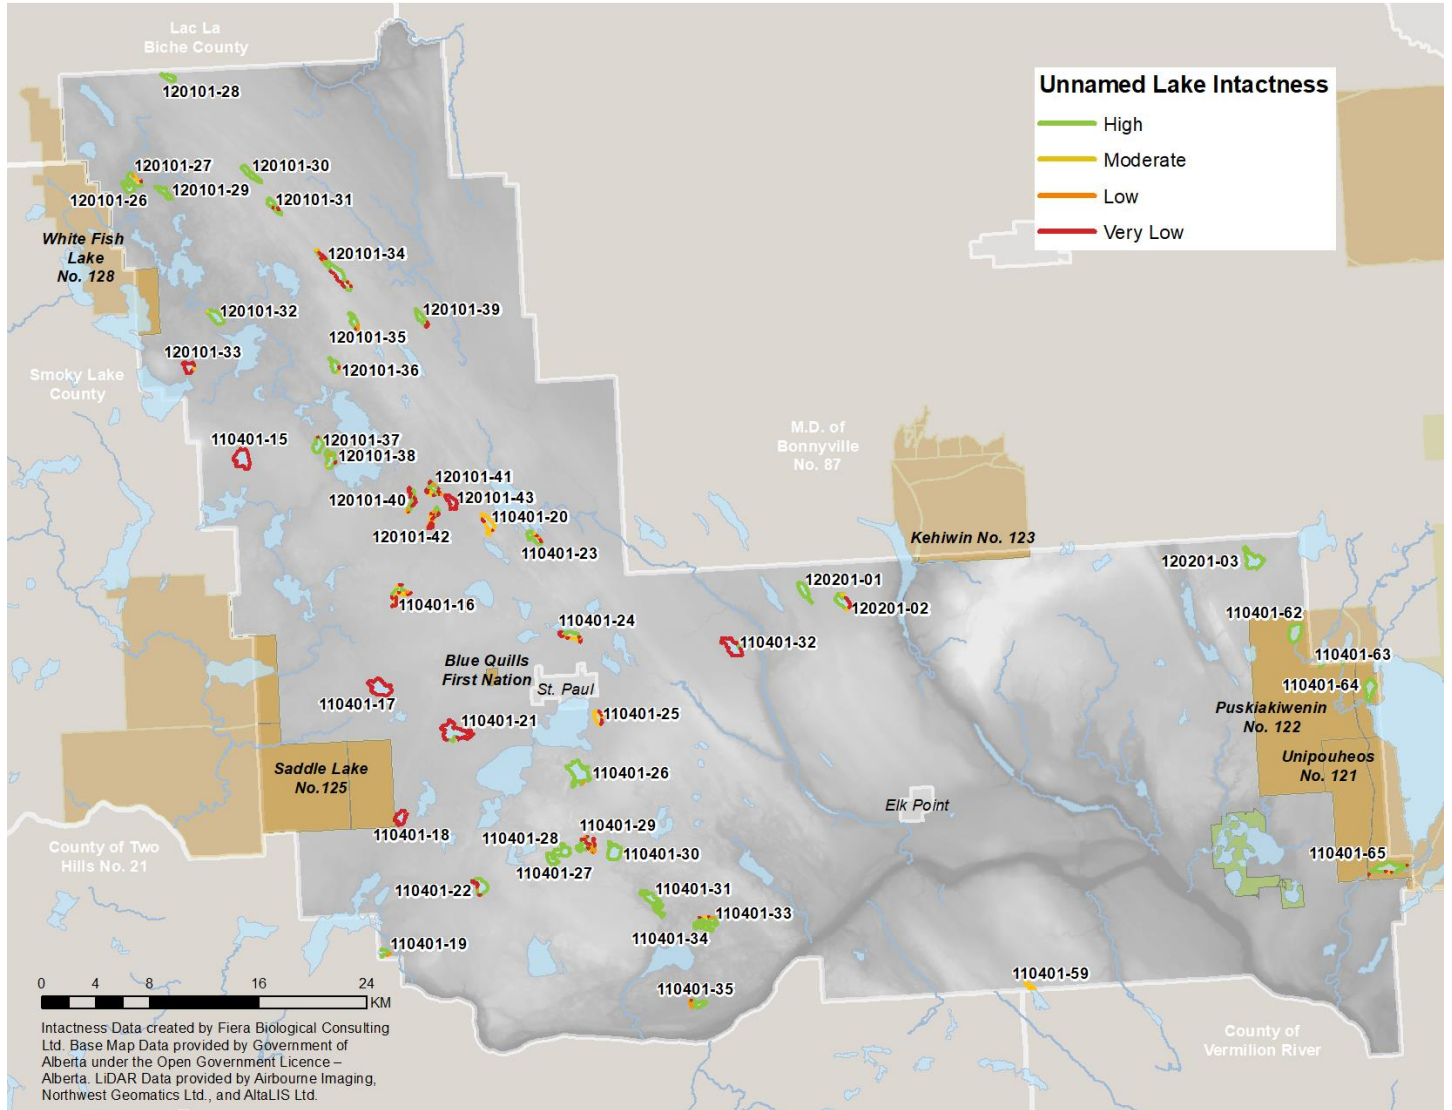 Lac La
Biche County
120101-28
Unnamed Lake Intactness
High
Moderate
Low
Very Low
120101-27
120101-30
120101-29
120101-26
120101-31
White Fish
Lake
No. 128
120101-34
120101-32
120101-39
120101-35
120101-33
120101-36
Smoky Lake
County
M.D. of
Bonnyville
No. 87
110401-15
120101-37
120101-38
120101-41
120101-40
120101-43
110401-20
120101-42
110401-23
Kehiwin No. 123
120201-03
120201-01
120201-02
110401-16
110401-24
110401-62
110401-32
110401-63
Blue Quills
First Nation
St. Paul
110401-64
110401-17
110401-25
110401-21
Puskiakiwenin
No. 122
Unipouheos
No. 121
Saddle Lake
No.125
110401-26
Elk Point
110401-18
110401-29
110401-28
110401-30
110401-27
County of Two
Hills No. 21
110401-65
110401-22
110401-31
110401-33
110401-34
110401-19
110401-59
110401-35
0 4 8 16 24
KM
County of
Vermilion River
Intactness Data created by Fiera Biological Consulting
Ltd. Base Map Data provided by Government of
Alberta under the Open Government Licence –
Alberta. LiDAR Data provided by Airbourne Imaging,
Northwest Geomatics Ltd., and AltaLIS Ltd.